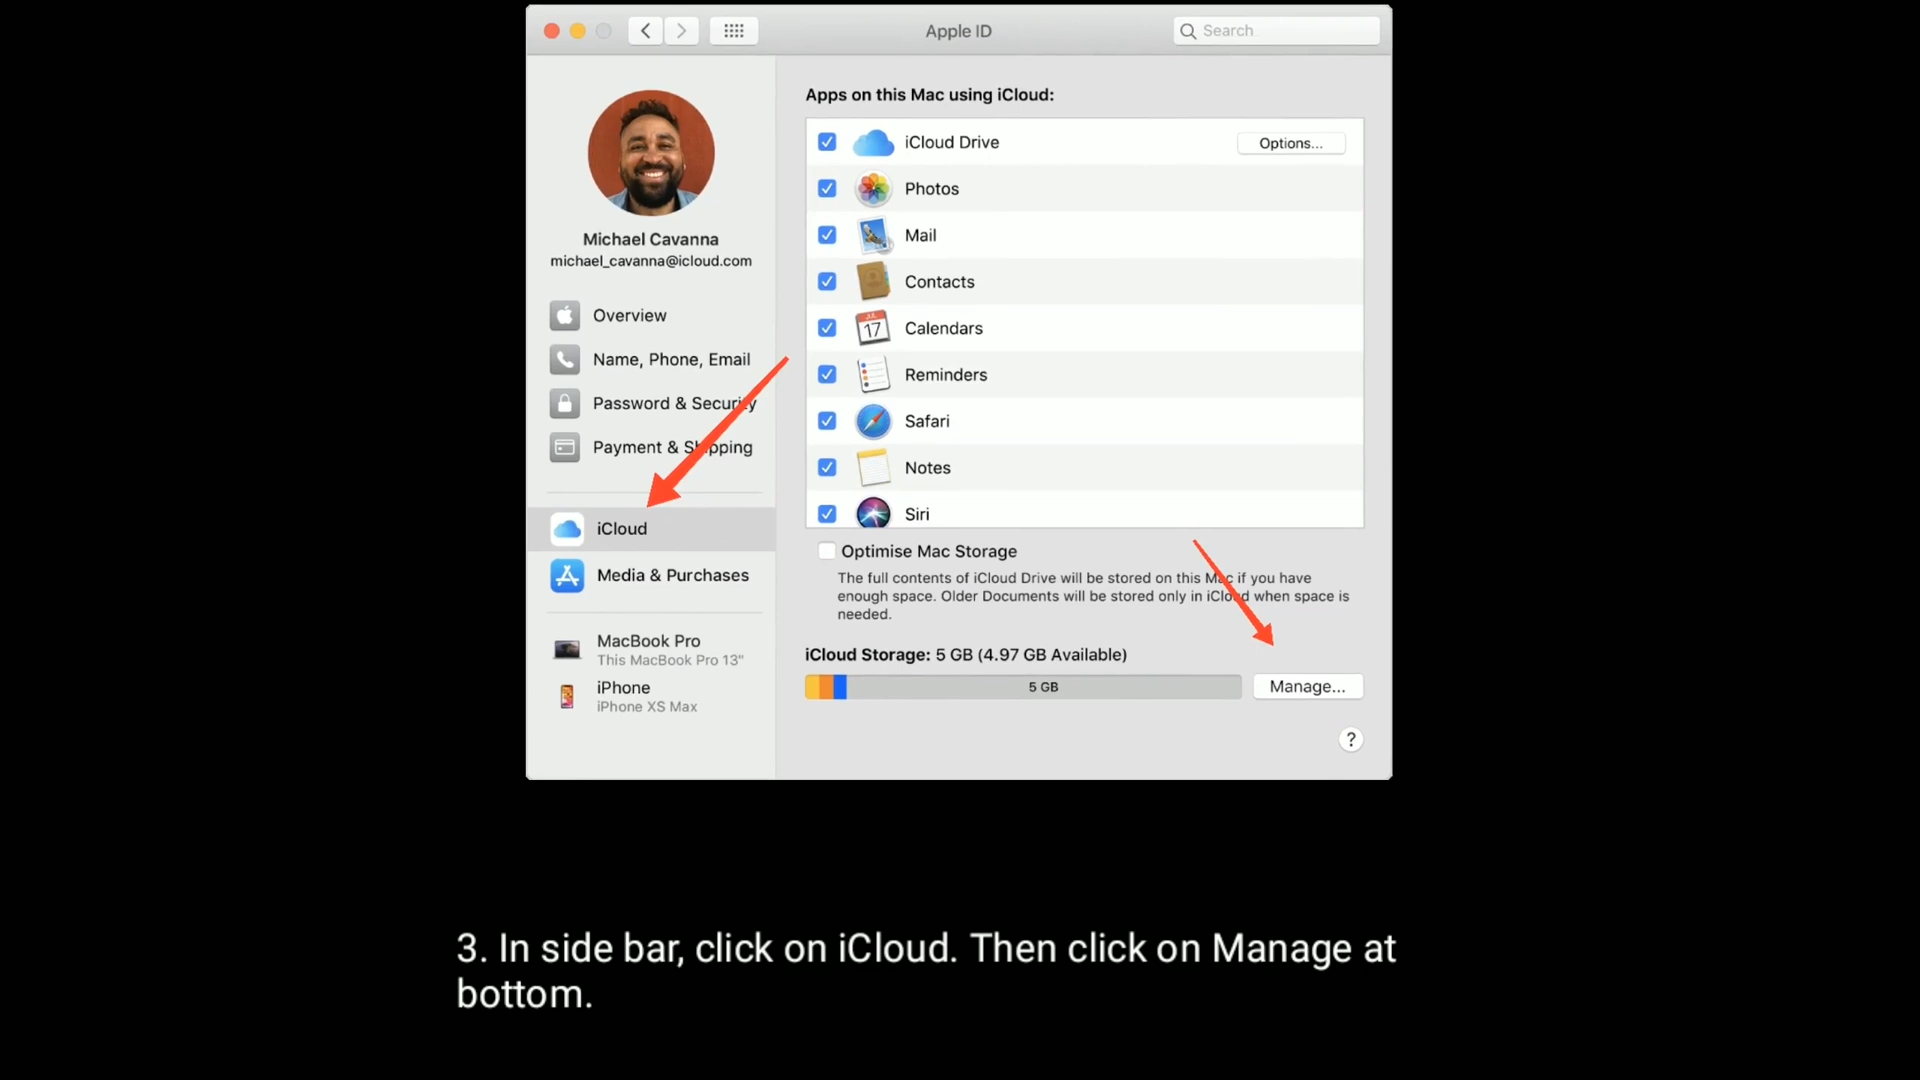 Apple ID
Search
Michael Cavanna
michael_cavanna@icloud.com
Overview
Name, Phone, Email
Password & Security
Payment & Shipping
iCloud
Media & Purchases
MacBook Pro
This MacBook Pro 13"
iPhone
iPhone XS Max
Apps on this Mac using iCloud:
iCloud Drive
Options...
Photos
Mail
Contacts
JUL
17
Calendars
Reminders
Safari
Notes
Siri
Optimise Mac Storage
The full contents of iCloud Drive will be stored on this Mac if you have
enough space. Older Documents will be stored only in iCloud when space is
needed.
iCloud Storage: 5 GB (4.97 GB Available)
5 GB
Manage...
?
3. In side bar, click on iCloud. Then click on Manage at
bottom.